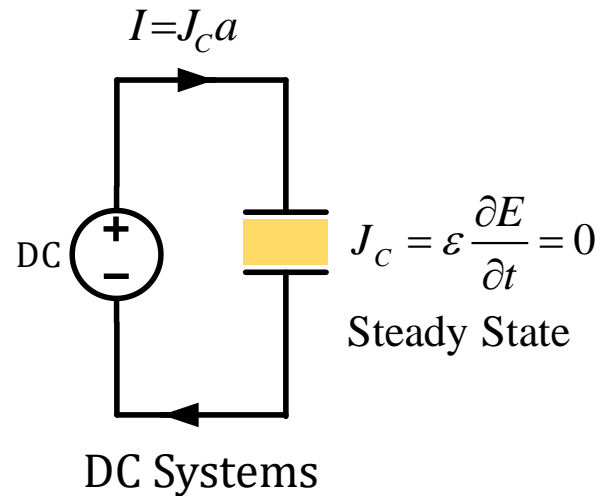 I=J_C a
+
DC
−
J_C = ε ∂E/∂t = 0
Steady State
DC Systems